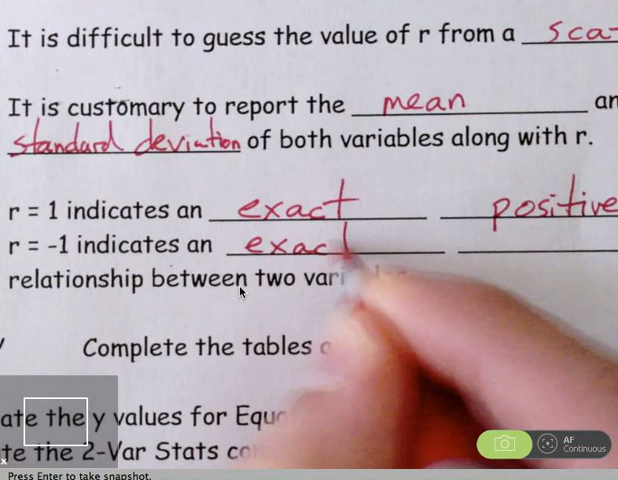 It is difficult to guess the value of r from a sca
It is customary to report the mean an
standard deviation of both variables along with r.
r = 1 indicates an exact positive
r = -1 indicates an exact
relationship between two vari
Complete the tables
ate the y values for Equ
te the 2-Var Stats co
AF
Continuous
x
Press Enter to take snapshot.